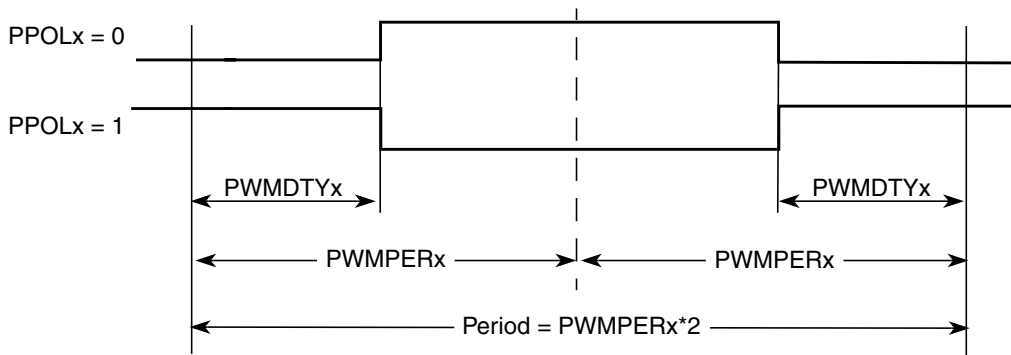 PPOLx = 0
PPOLx = 1
PWMDTYx
PWMDTYx
PWMPERx
PWMPERx
Period = PWMPERx*2